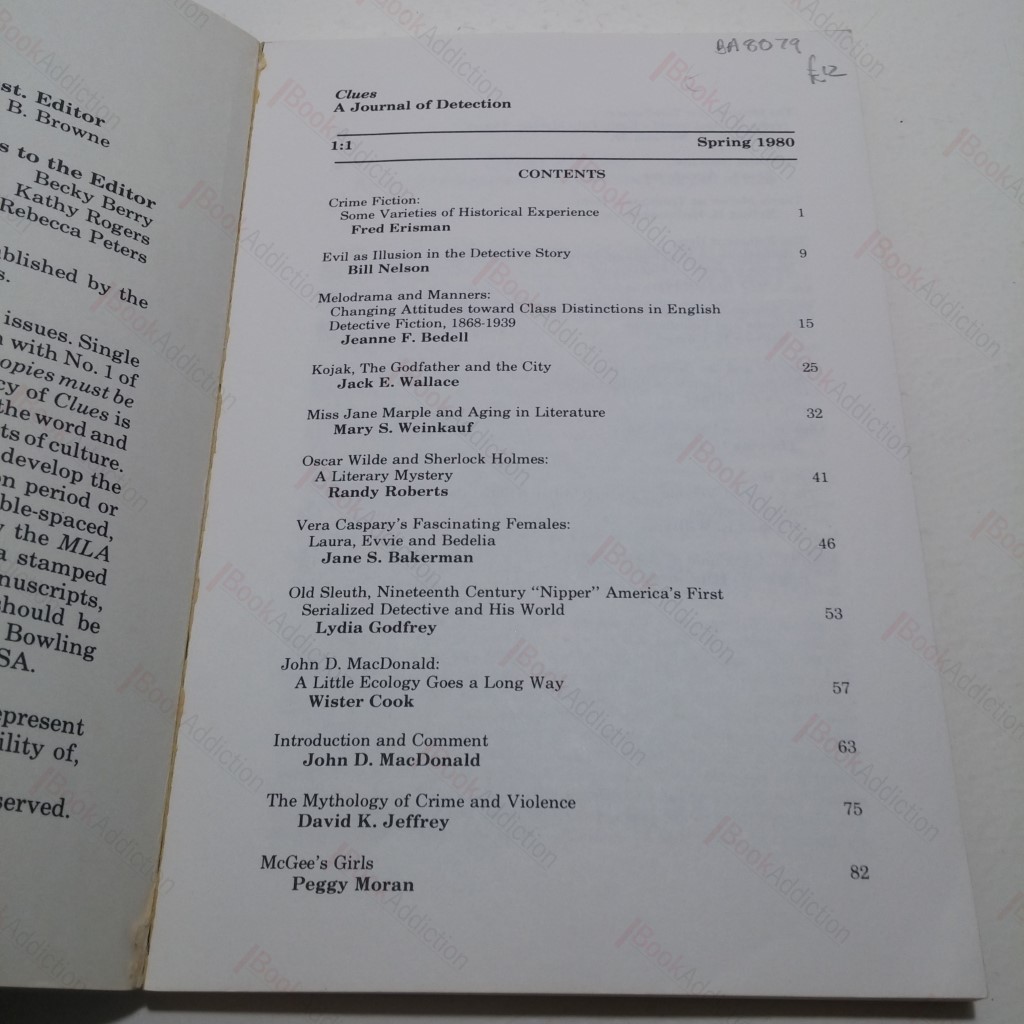 st. Editor
B. Browne
s to the Editor
Becky Berry
Kathy Rogers
Rebecca Peters
blished by the
s.
issues. Single
with No. 1 of
opies must be
cy of Clues is
the word and
ts of culture.
develop the
n period or
ble-spaced,
y the MLA
a stamped
nuscripts,
should be
Bowling
SA.
epresent
ility of,
served.
BA8079
£12
Clues
A Journal of Detection
1:1 Spring 1980
CONTENTS
Crime Fiction:
Some Varieties of Historical Experience 1
Fred Erisman
Evil as Illusion in the Detective Story 9
Bill Nelson
Melodrama and Manners:
Changing Attitudes toward Class Distinctions in English
Detective Fiction, 1868-1939 15
Jeanne F. Bedell
Kojak, The Godfather and the City 25
Jack E. Wallace
Miss Jane Marple and Aging in Literature 32
Mary S. Weinkauf
Oscar Wilde and Sherlock Holmes:
A Literary Mystery 41
Randy Roberts
Vera Caspary's Fascinating Females:
Laura, Evvie and Bedelia 46
Jane S. Bakerman
Old Sleuth, Nineteenth Century "Nipper" America's First
Serialized Detective and His World 53
Lydia Godfrey
John D. MacDonald:
A Little Ecology Goes a Long Way 57
Wister Cook
Introduction and Comment 63
John D. MacDonald
The Mythology of Crime and Violence 75
David K. Jeffrey
McGee's Girls 82
Peggy Moran
BookAddiction